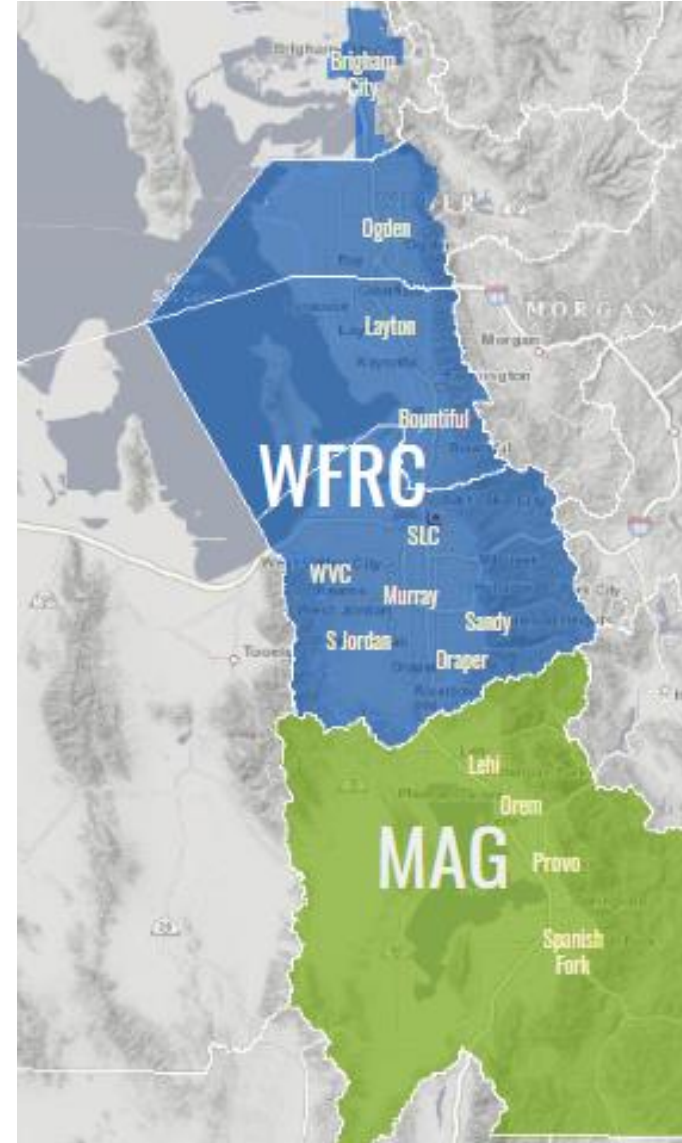 Brigham
City
Ogden
Layton
MORGAN
Morgan
Bountiful
WFRC
SLC
WVC
Murray
Sandy
S Jordan
Draper
Lehi
Orem
MAG
Provo
Spanish
Fork
36